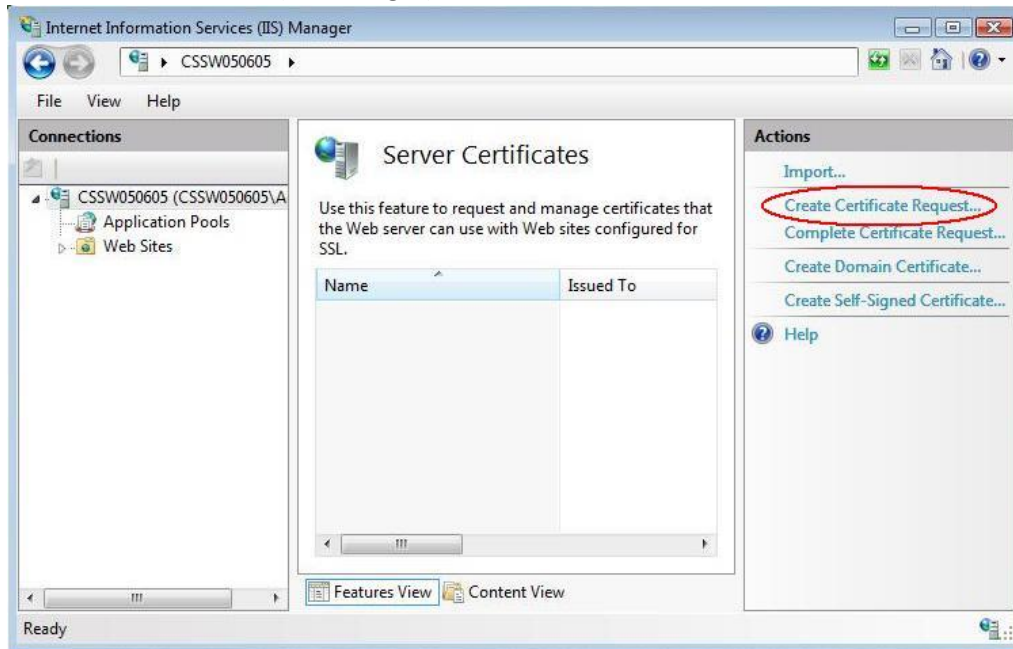 Internet Information Services (IIS) Manager
CSSW050605
File View Help
Connections
CSSW050605 (CSSW050605\A
Application Pools
Web Sites
Server Certificates
Use this feature to request and manage certificates that
the Web server can use with Web sites configured for
SSL.
Name Issued To
Features View Content View
Actions
Import...
Create Certificate Request...
Complete Certificate Request...
Create Domain Certificate...
Create Self-Signed Certificate...
Help
Ready